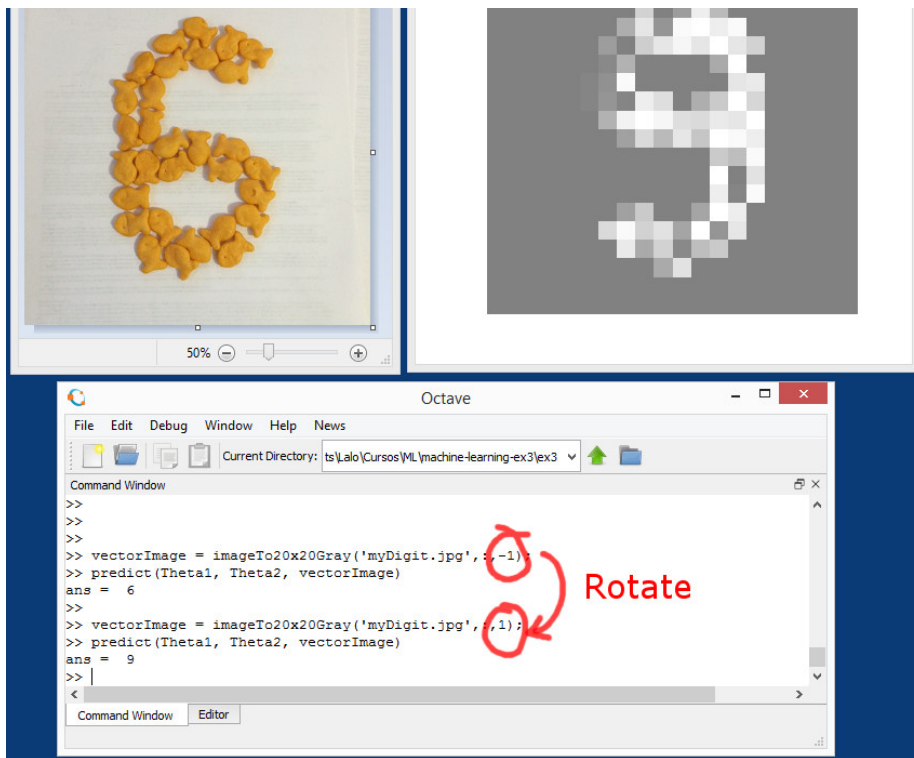 50%
Octave
File Edit Debug Window Help News
Current Directory: ts\Lalo\Cursos\ML\machine-learning-ex3\ex3
Command Window
>>
>>
>>
>> vectorImage = imageTo20x20Gray('myDigit.jpg',:,-1);
>> predict(Theta1, Theta2, vectorImage)
ans = 6
>>
>> vectorImage = imageTo20x20Gray('myDigit.jpg',:,1);
>> predict(Theta1, Theta2, vectorImage)
ans = 9
>>
Rotate
Command Window Editor